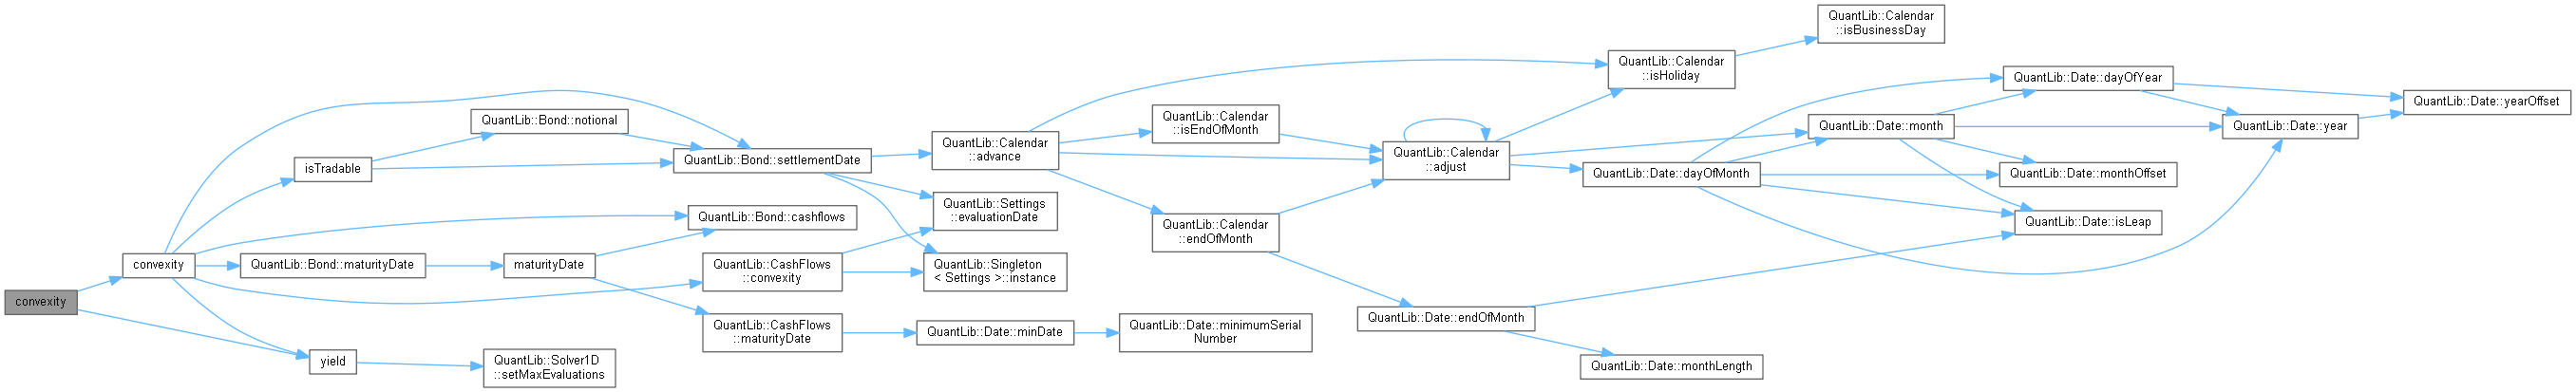 convexity
convexity
isTradable
QuantLib::Bond::notional
QuantLib::Bond::settlementDate
QuantLib::Bond::cashflows
QuantLib::Bond::maturityDate
maturityDate
QuantLib::CashFlows
::convexity
QuantLib::CashFlows
::maturityDate
yield
QuantLib::Solver1D
::setMaxEvaluations
QuantLib::Calendar
::advance
QuantLib::Settings
::evaluationDate
QuantLib::Singleton
< Settings >::instance
QuantLib::Date::minDate
QuantLib::Date::minimumSerial
Number
QuantLib::Calendar
::isEndOfMonth
QuantLib::Calendar
::endOfMonth
QuantLib::Calendar
::adjust
QuantLib::Date::endOfMonth
QuantLib::Calendar
::isHoliday
QuantLib::Calendar
::isBusinessDay
QuantLib::Date::dayOfMonth
QuantLib::Date::monthLength
QuantLib::Date::month
QuantLib::Date::dayOfYear
QuantLib::Date::monthOffset
QuantLib::Date::isLeap
QuantLib::Date::year
QuantLib::Date::yearOffset